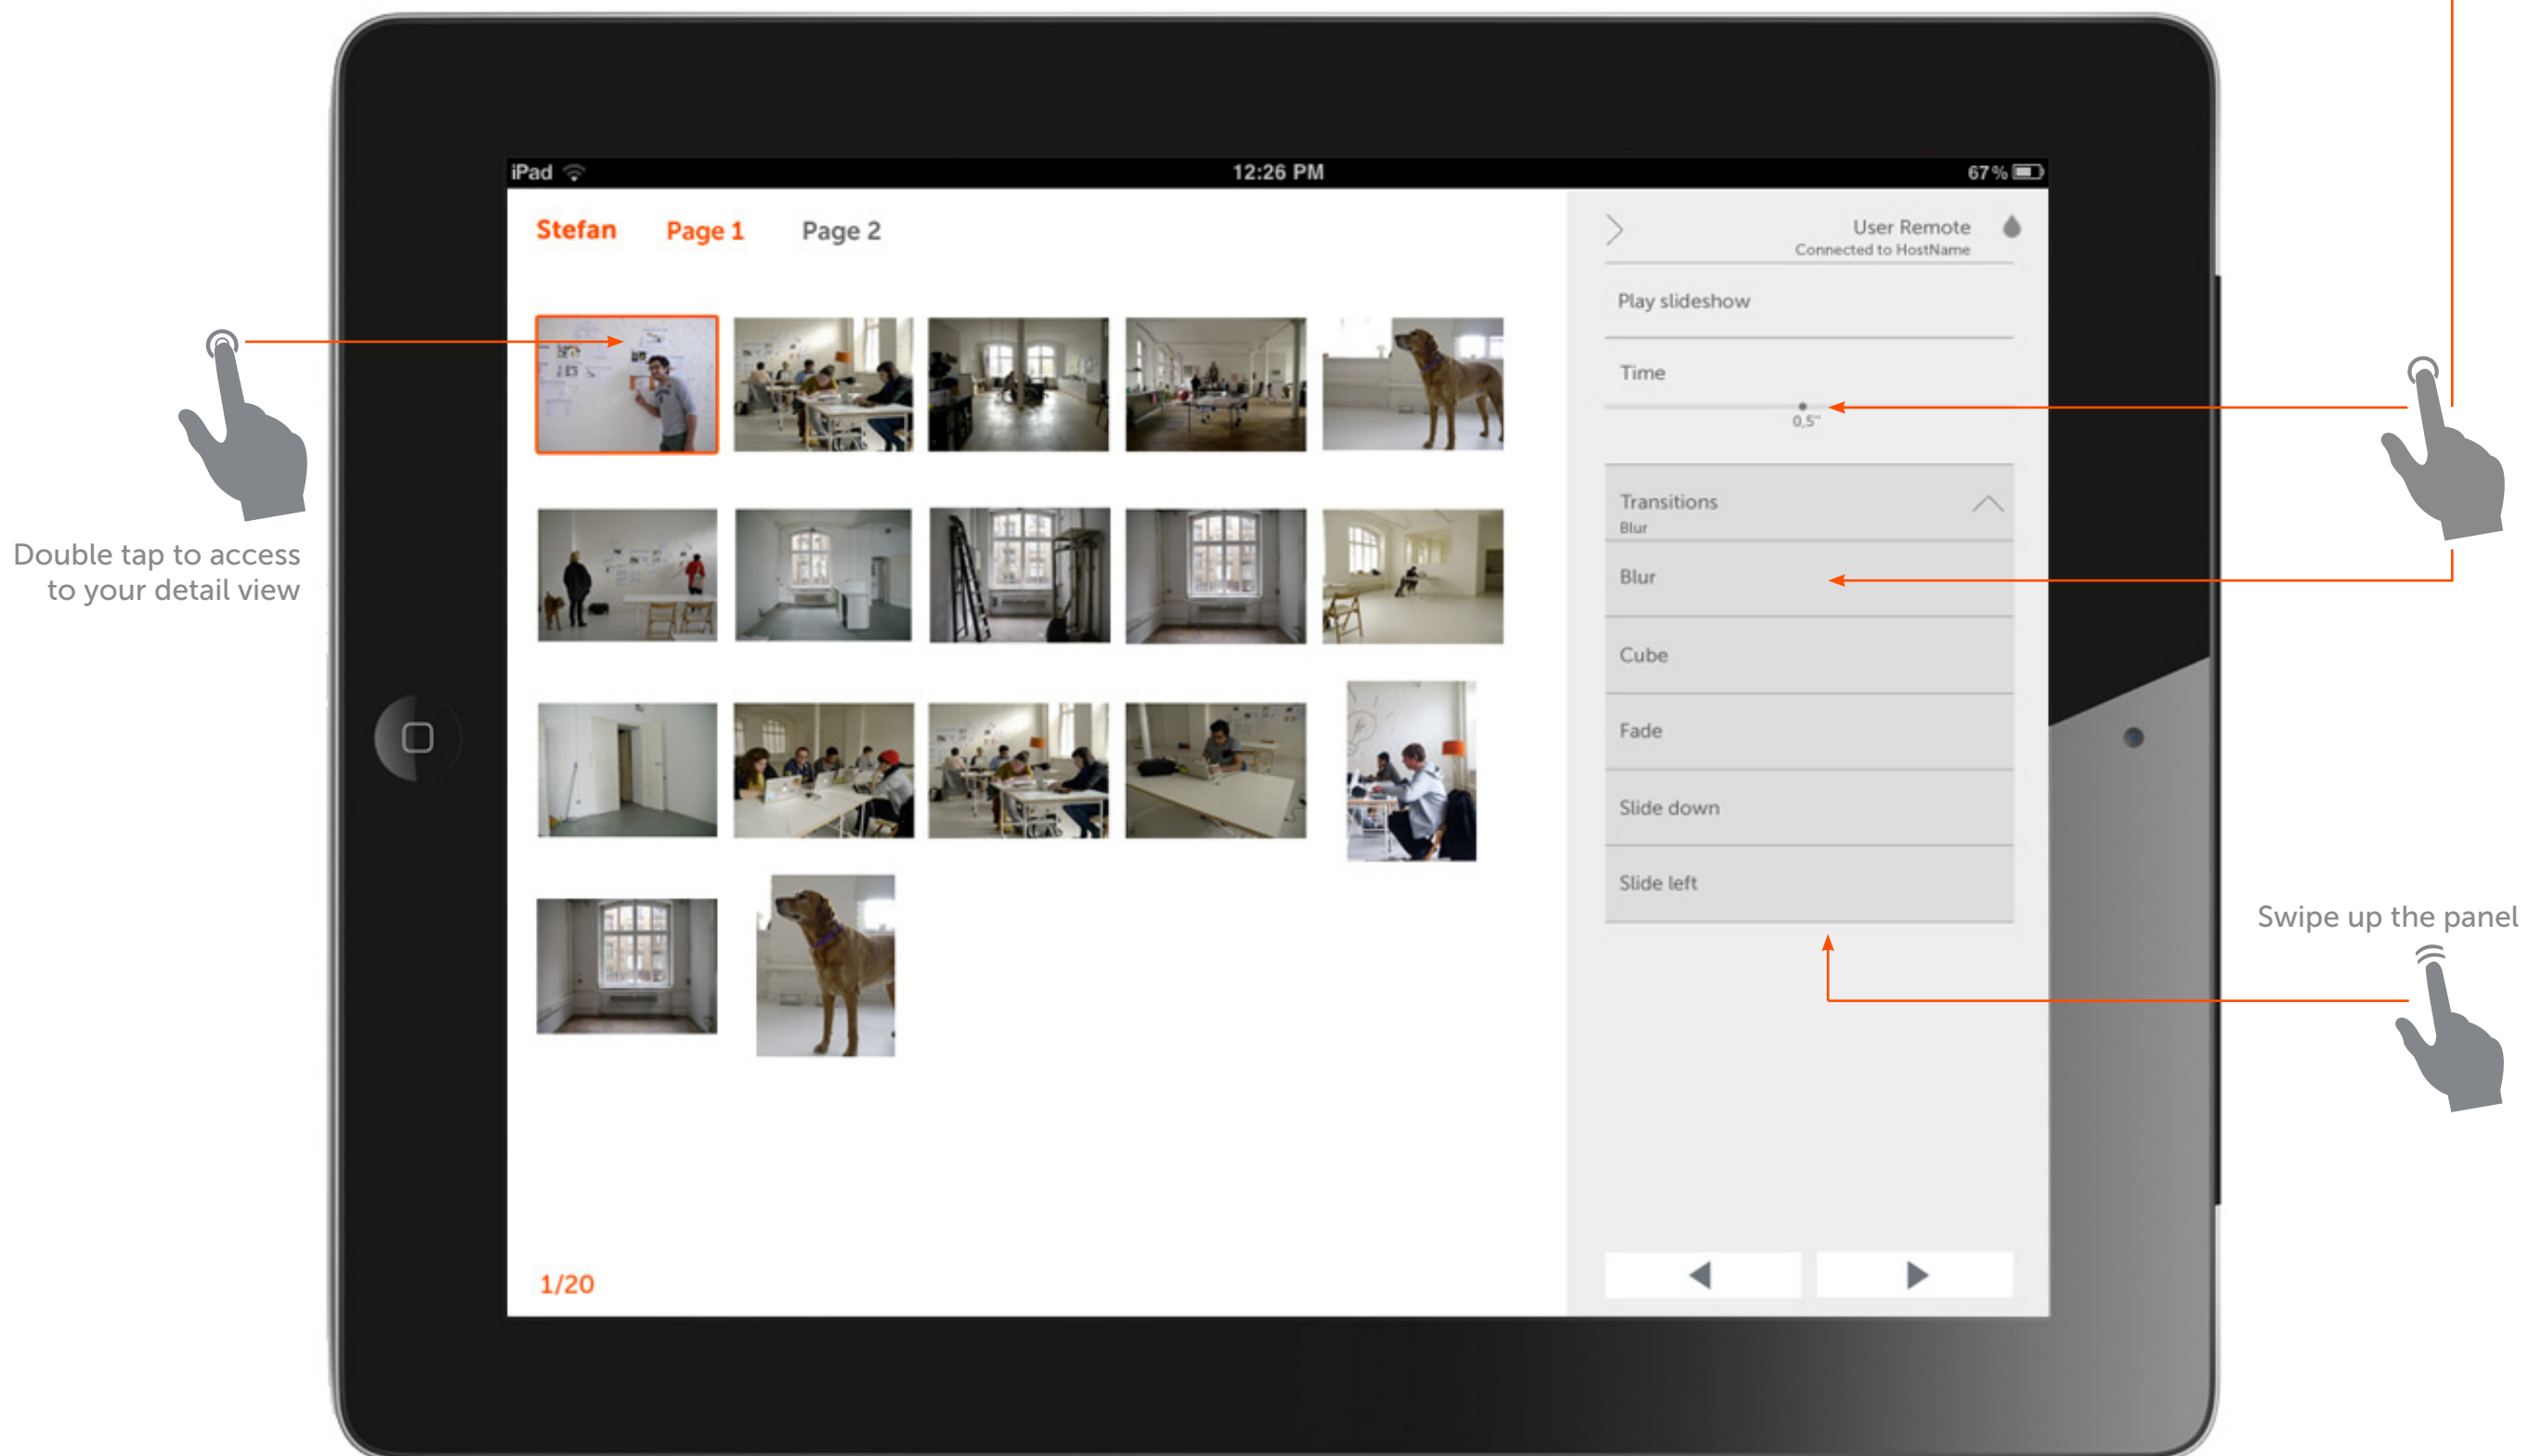 iPad 12:26 PM 67%
Stefan Page 1 Page 2
User Remote
Connected to HostName
Play slideshow
Time
0,5"
Transitions
Blur
Blur
Cube
Fade
Slide down
Slide left
1/20
Double tap to access
to your detail view
Swipe up the panel